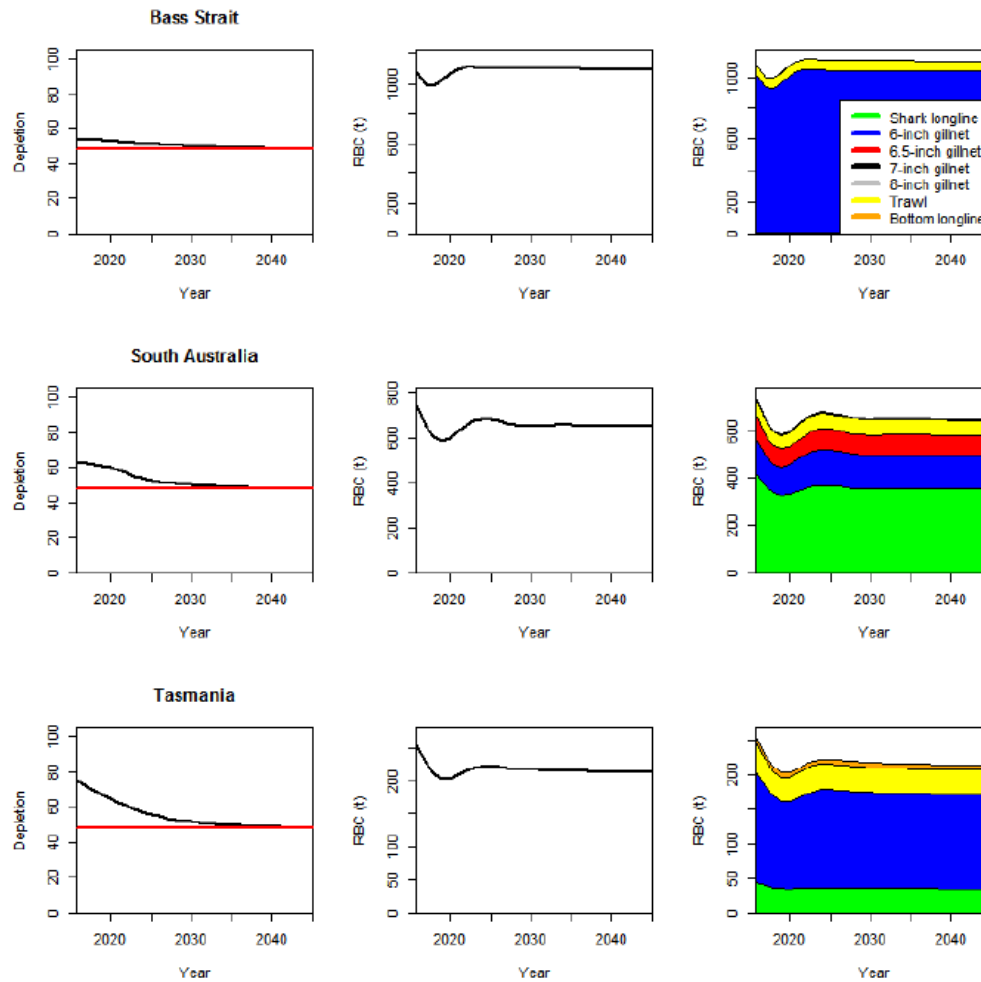 Bass Strait
Depletion
0 20 40 60 80 100
2020 2030 2040
Year
RBC (t)
0 200 600 1000
2020 2030 2040
Year
RBC (t)
0 200 600 1000
2020 2030 2040
Year
Shark longline
6-inch gillnet
6.5-inch gillnet
7-inch gillnet
8-inch gillnet
Trawl
Bottom longline
South Australia
Depletion
0 20 40 60 80 100
2020 2030 2040
Year
RBC (t)
0 200 400 600 800
2020 2030 2040
Year
RBC (t)
0 200 400 600
2020 2030 2040
Year
Tasmania
Depletion
0 20 40 60 80 100
2020 2030 2040
Year
RBC (t)
0 50 100 200
2020 2030 2040
Year
RBC (t)
0 50 100 200
2020 2030 2040
Year